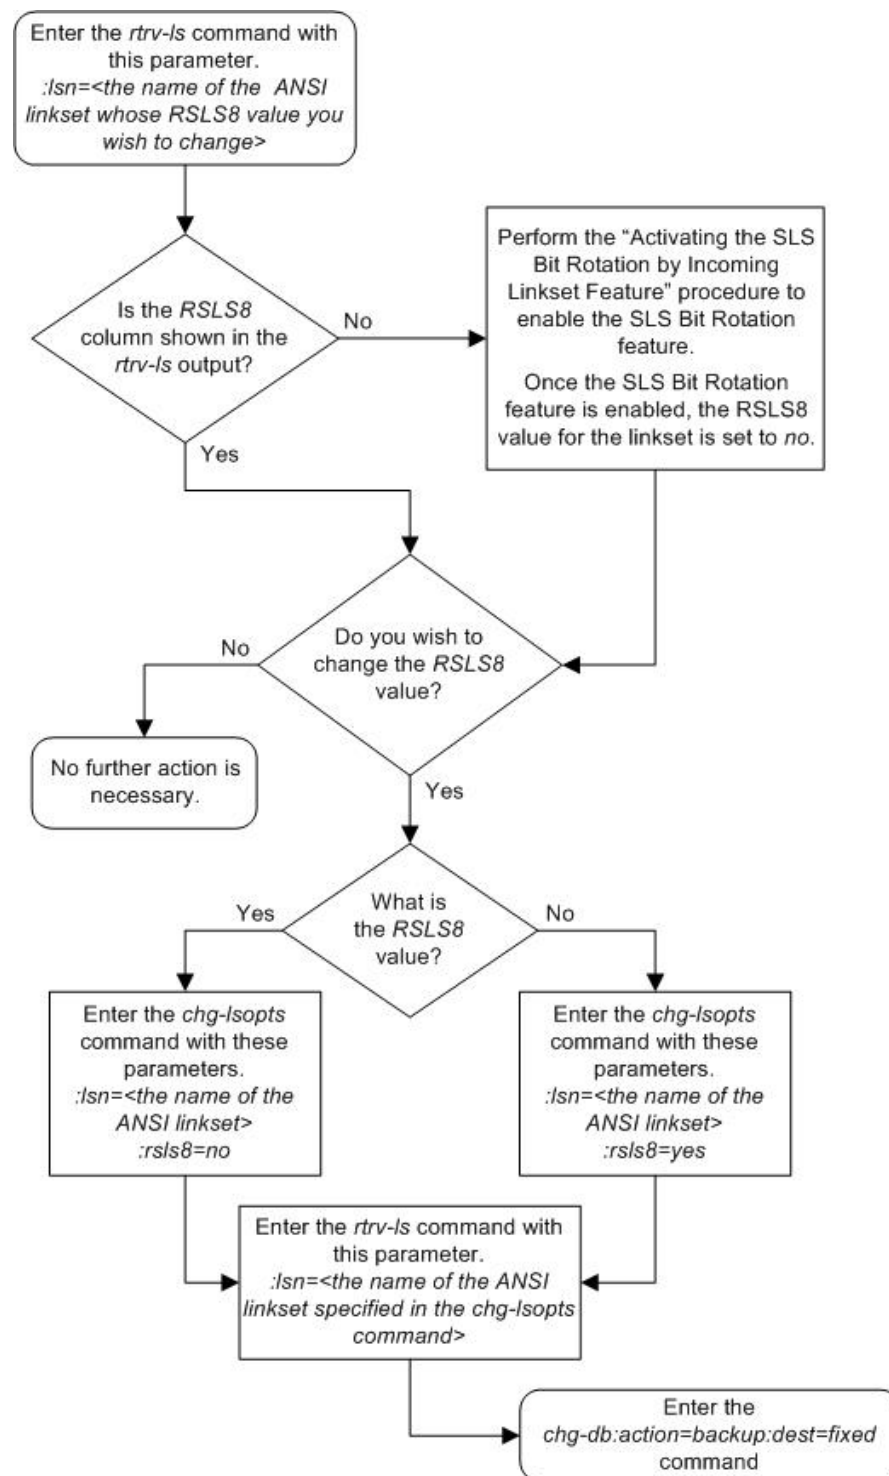 Enter the rtrv-ls command with
this parameter.
:lsn=<the name of the ANSI
linkset whose RSLS8 value you
wish to change>
Is the RSLS8
column shown in the
rtrv-ls output?
No
Perform the “Activating the SLS
Bit Rotation by Incoming
Linkset Feature” procedure to
enable the SLS Bit Rotation
feature.
Once the SLS Bit Rotation
feature is enabled, the RSLS8
value for the linkset is set to no.
Yes
Do you wish to
change the RSLS8
value?
No
No further action is
necessary.
Yes
What is
the RSLS8
value?
Yes
No
Enter the chg-lsopts
command with these
parameters.
:lsn=<the name of the
ANSI linkset>
:rsls8=no
Enter the chg-lsopts
command with these
parameters.
:lsn=<the name of the
ANSI linkset>
:rsls8=yes
Enter the rtrv-ls command with
this parameter.
:lsn=<the name of the ANSI
linkset specified in the chg-lsopts
command>
Enter the
chg-db:action=backup:dest=fixed
command